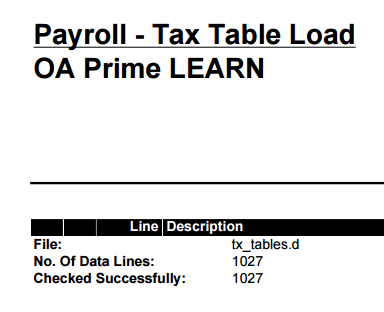 Payroll - Tax Table Load
OA Prime LEARN
Line Description
File: tx_tables.d
No. Of Data Lines: 1027
Checked Successfully: 1027